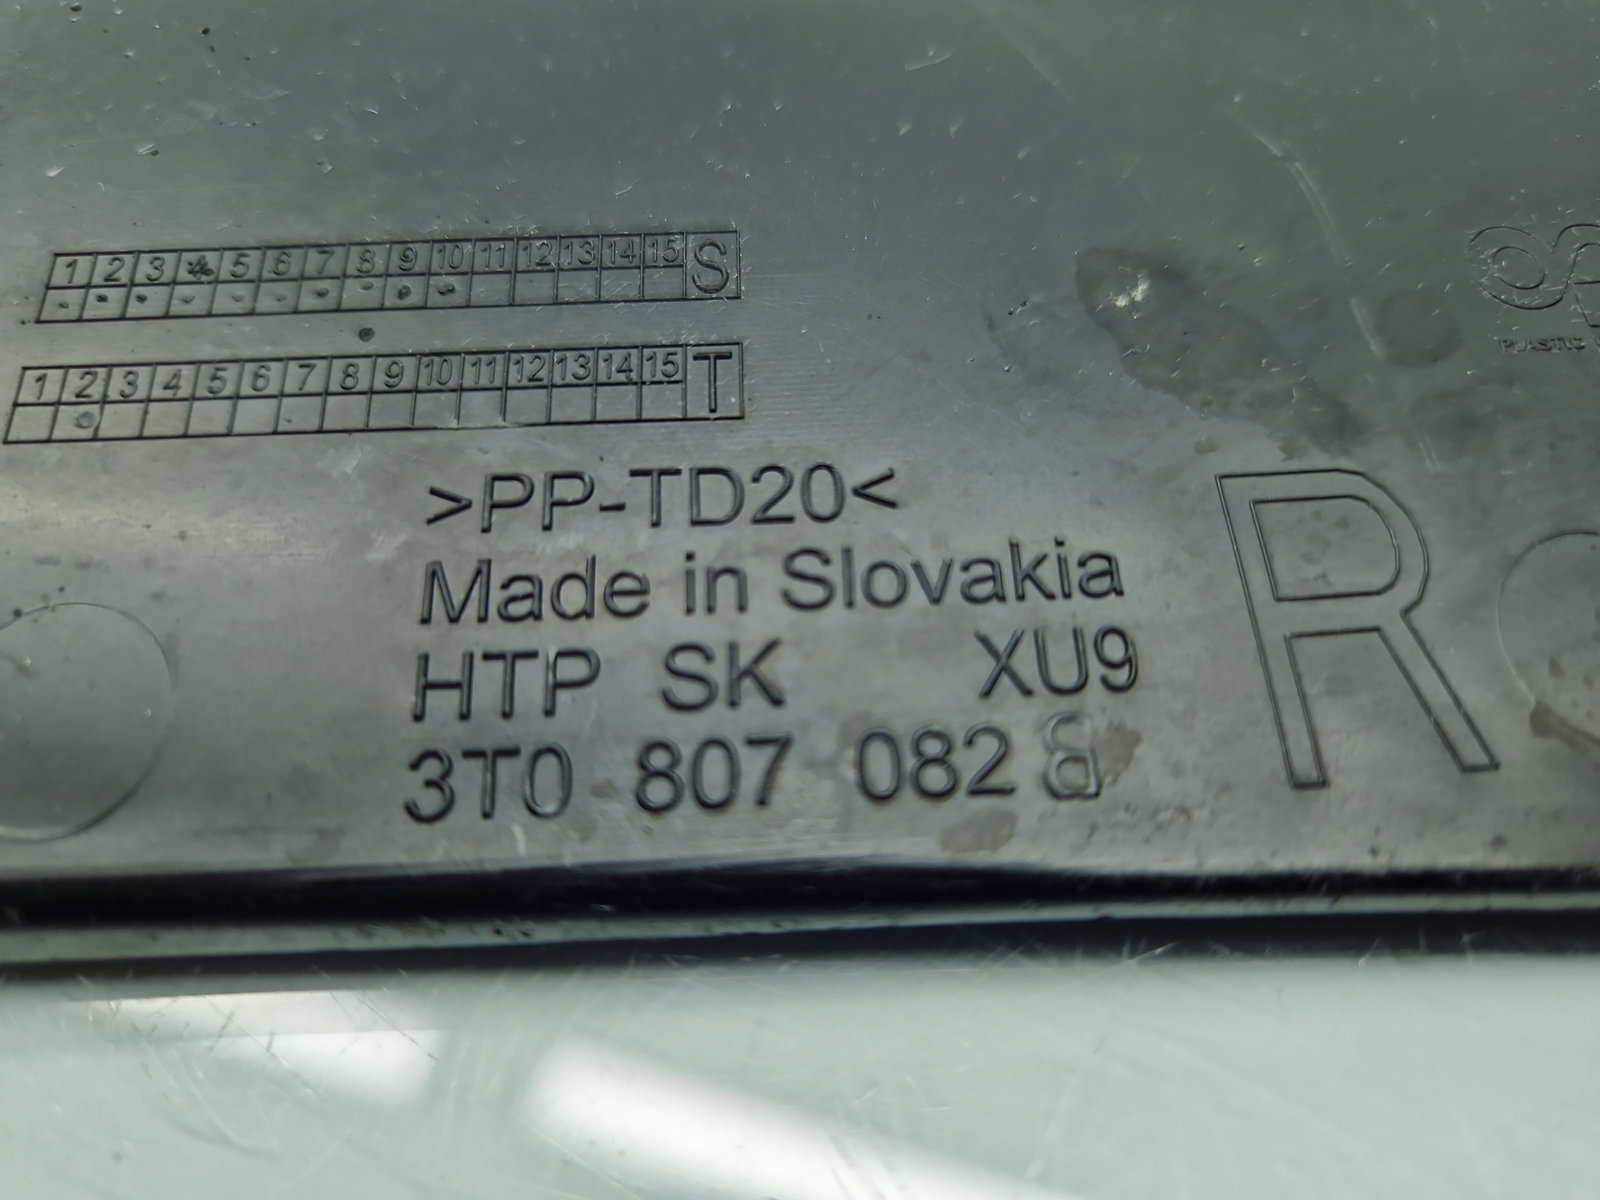 1 2 3 4 5 6 7 8 9 10 11 12 13 14 15 S
1 2 3 4 5 6 7 8 9 10 11 12 13 14 15 T
PLASTIC
>PP-TD20<
Made in Slovakia
HTP SK XU9
3T0 807 082
R